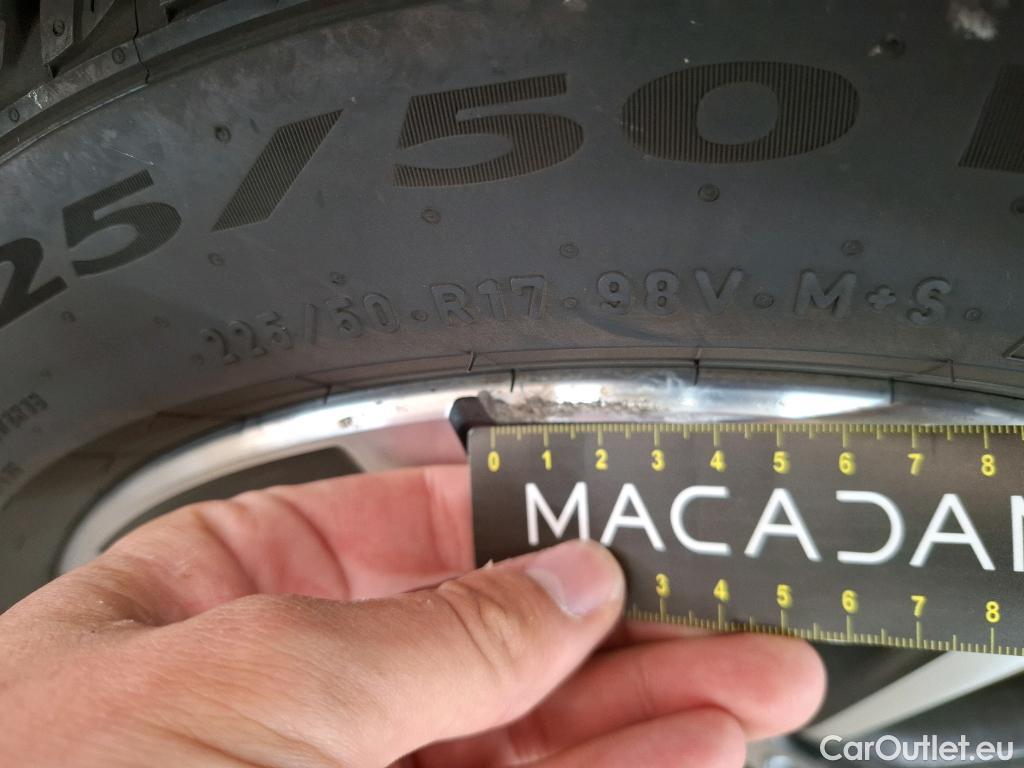 25/50
225/50 · R17 · 98V · M+S ·
0 1 2 3 4 5 6 7 8
MACADAM
3 4 5 6 7 8
CarOutlet.eu